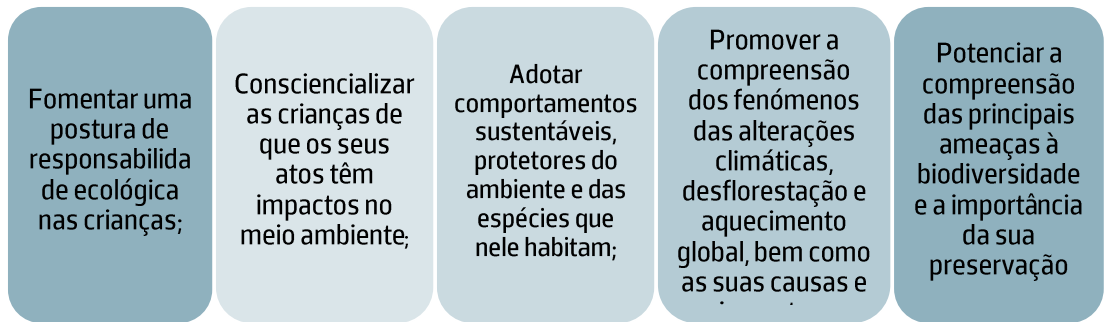 Fomentar uma
postura de
responsabilida
de ecológica
nas crianças;
Consciencializar
as crianças de
que os seus
atos têm
impactos no
meio ambiente;
Adotar
comportamentos
sustentáveis,
protetores do
ambiente e das
espécies que
nele habitam;
Promover a
compreensão
dos fenómenos
das alterações
climáticas,
desflorestação e
aquecimento
global, bem como
as suas causas e
Potenciar a
compreensão
das principais
ameaças à
biodiversidade
e a importância
da sua
preservação